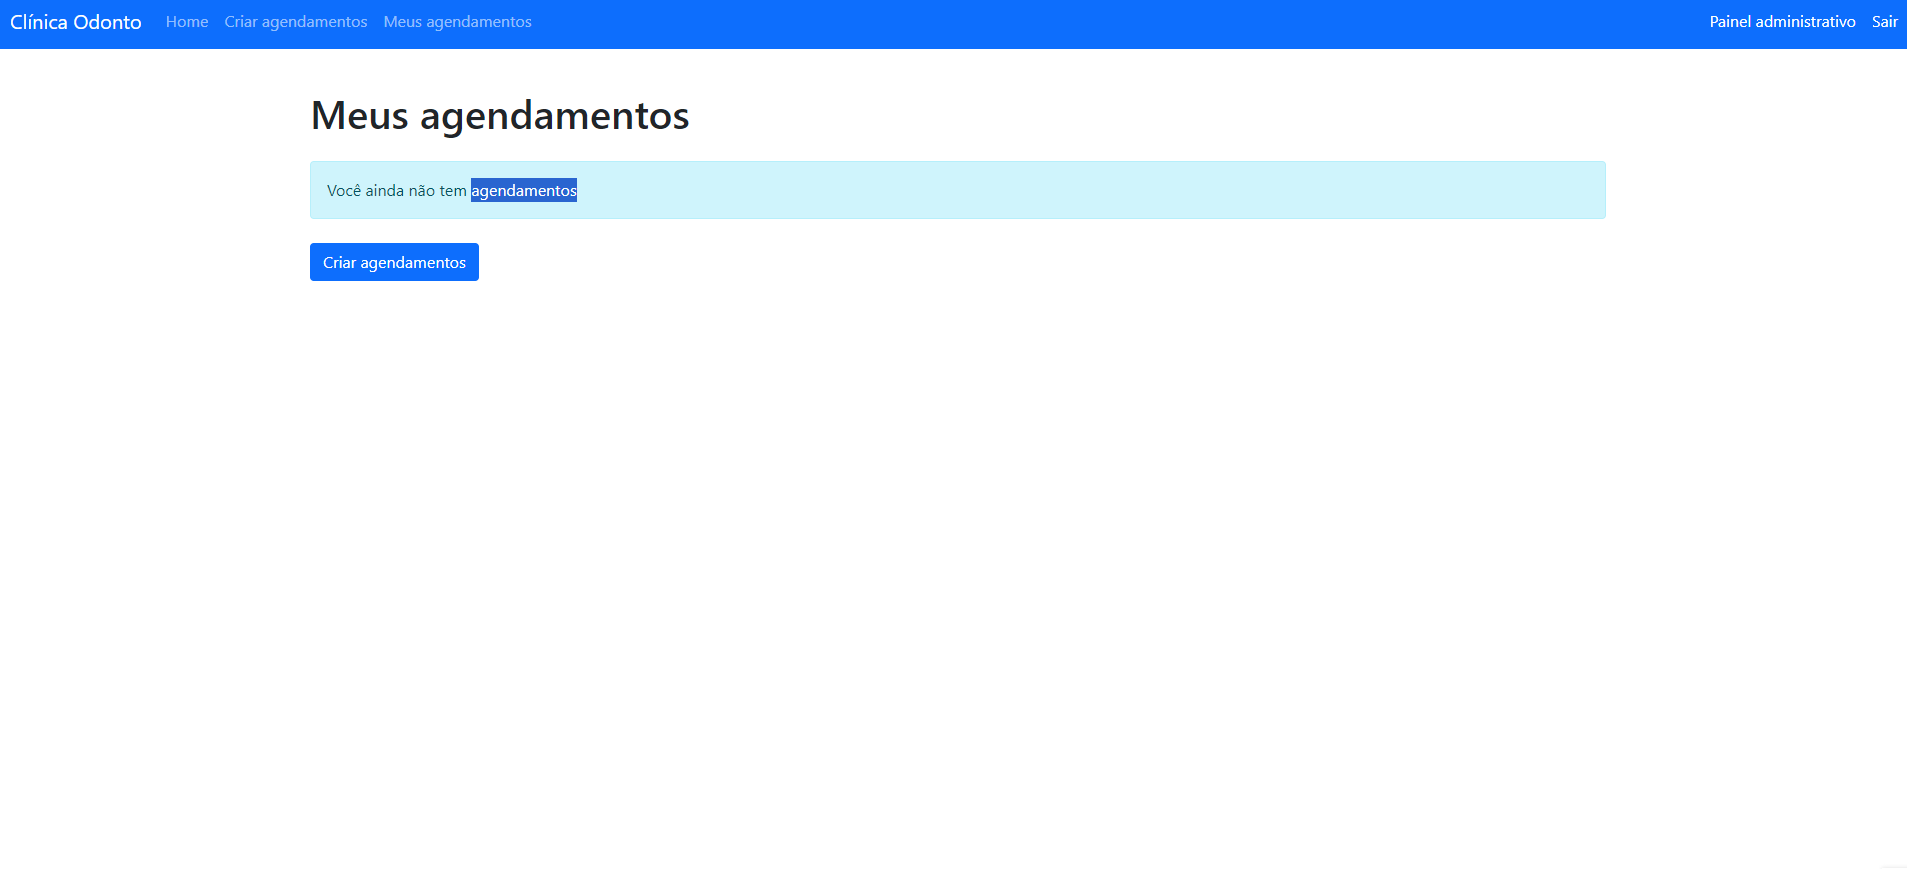 Clínica Odonto Home Criar agendamentos Meus agendamentos Painel administrativo Sair
Meus agendamentos
Você ainda não tem agendamentos
Criar agendamentos